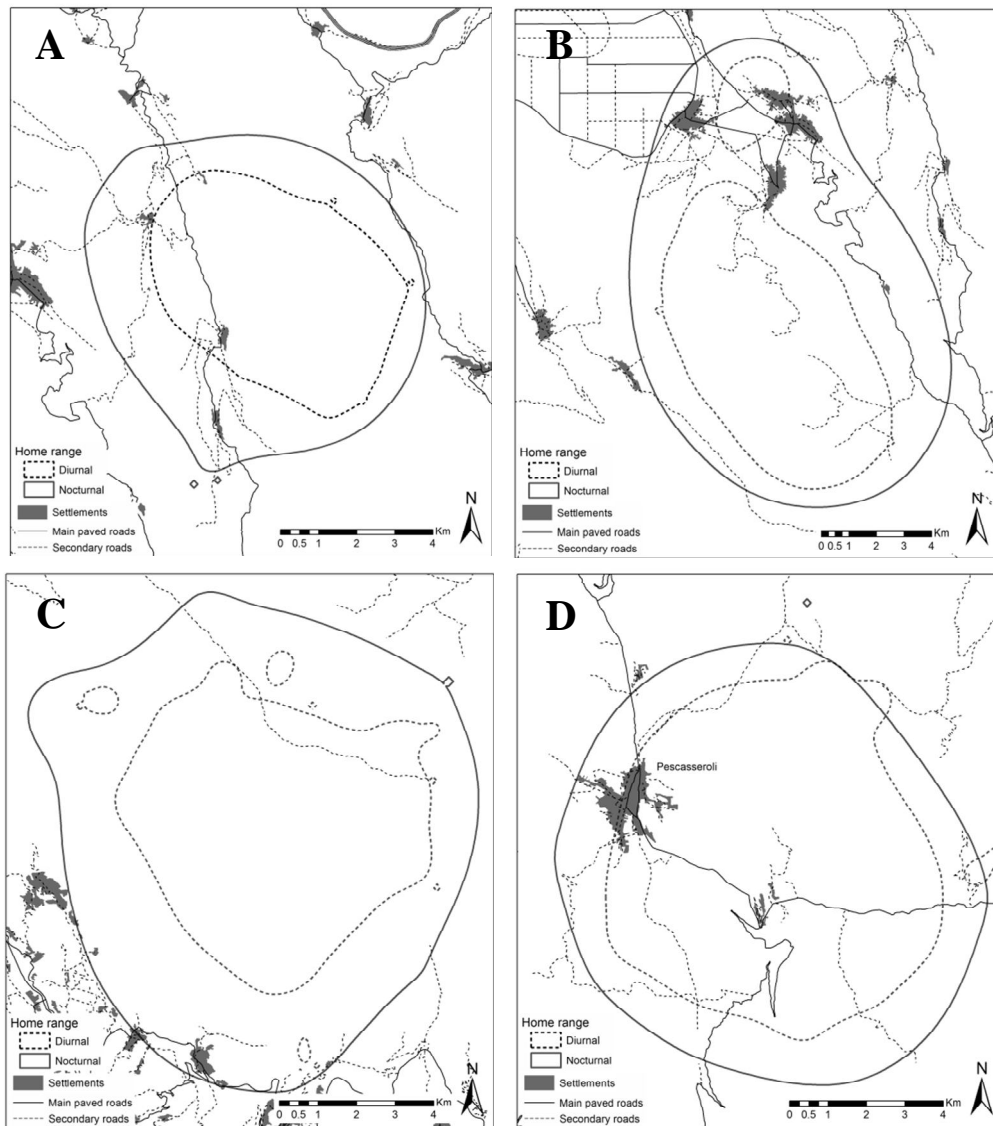 A
Home range
Diurnal
Nocturnal
Settlements
Main paved roads
Secondary roads
N
Km
0 0.5 1 2 3 4
B
Home range
Diurnal
Nocturnal
Settlements
Main paved roads
Secondary roads
N
Km
0 0.5 1 2 3 4
C
Home range
Diurnal
Nocturnal
Settlements
Main paved roads
Secondary roads
N
Km
0 0.5 1 2 3 4
D
Pescasseroli
Home range
Diurnal
Nocturnal
Settlements
Main paved roads
Secondary roads
N
Km
0 0.5 1 2 3 4